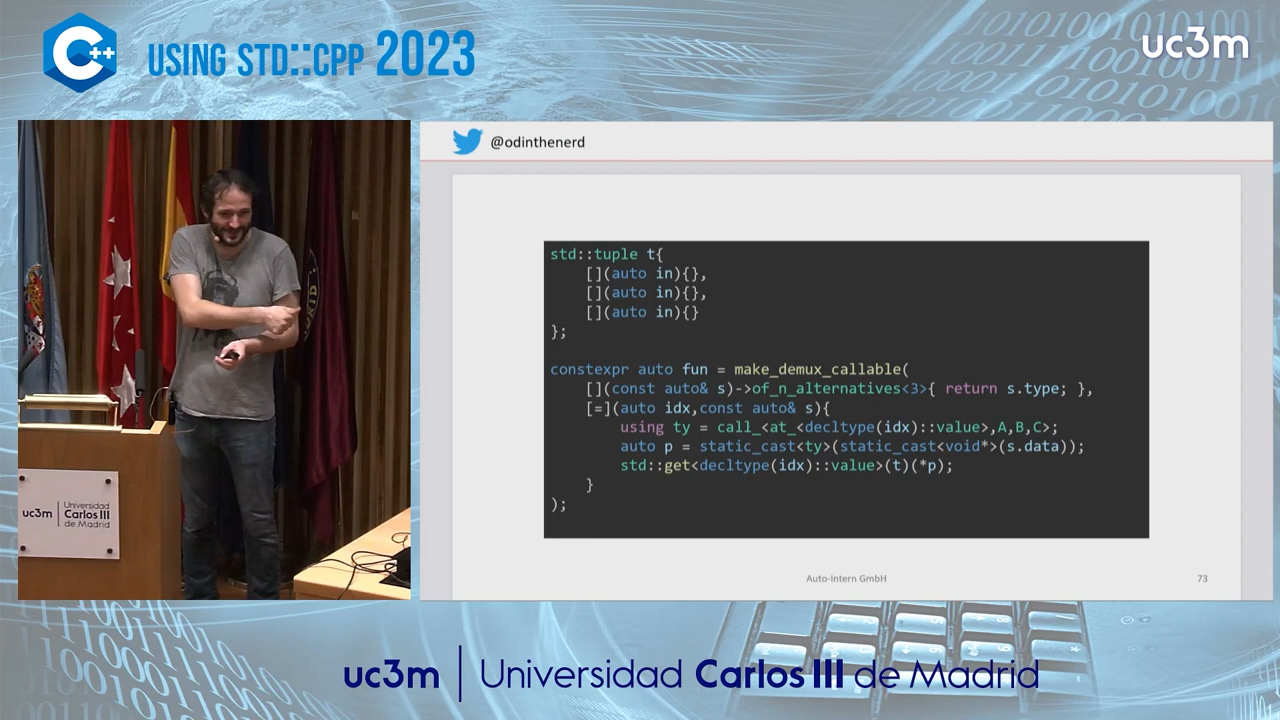 C++
USING STD::CPP 2023
uc3m
@odinthenerd
std::tuple t{
    [](auto in){},
    [](auto in){},
    [](auto in){}
};
constexpr auto fun = make_demux_callable(
    [](const auto& s)->of_n_alternatives<3>{ return s.type; },
    [=](auto idx,const auto& s){
        using ty = call_<at_<decltype(idx)::value>,A,B,C>;
        auto p = static_cast<ty>(static_cast<void*>(s.data));
        std::get<decltype(idx)::value>(t)(*p);
    }
);
Auto-Intern GmbH
73
uc3m
Universidad
Carlos III
de Madrid
uc3m | Universidad Carlos III de Madrid